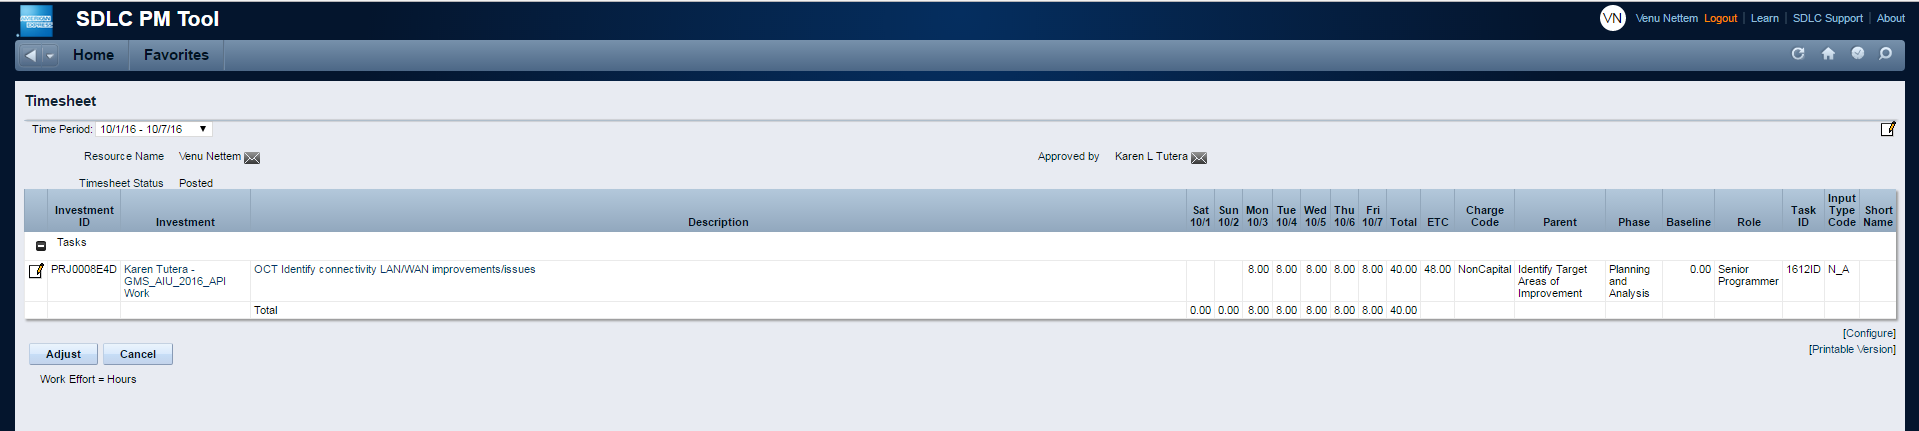 AMERICAN EXPRESS
SDLC PM Tool
VN Venu Nettem Logout | Learn | SDLC Support | About
Home Favorites
Timesheet
Time Period: 10/1/16 - 10/7/16
Resource Name Venu Nettem Approved by Karen L Tutera
Timesheet Status Posted
Investment ID Investment Description Sat 10/1 Sun 10/2 Mon 10/3 Tue 10/4 Wed 10/5 Thu 10/6 Fri 10/7 Total ETC Charge Code Parent Phase Baseline Role Task ID Input Type Code Short Name
Tasks
PRJ0008E4D Karen Tutera - GMS_AIU_2016_API Work OCT Identify connectivity LAN/WAN improvements/issues 8.00 8.00 8.00 8.00 8.00 40.00 48.00 NonCapital Identify Target Areas of Improvement Planning and Analysis 0.00 Senior Programmer 1612ID N_A
Total 0.00 0.00 8.00 8.00 8.00 8.00 8.00 40.00
[Configure]
[Printable Version]
Adjust Cancel
Work Effort = Hours